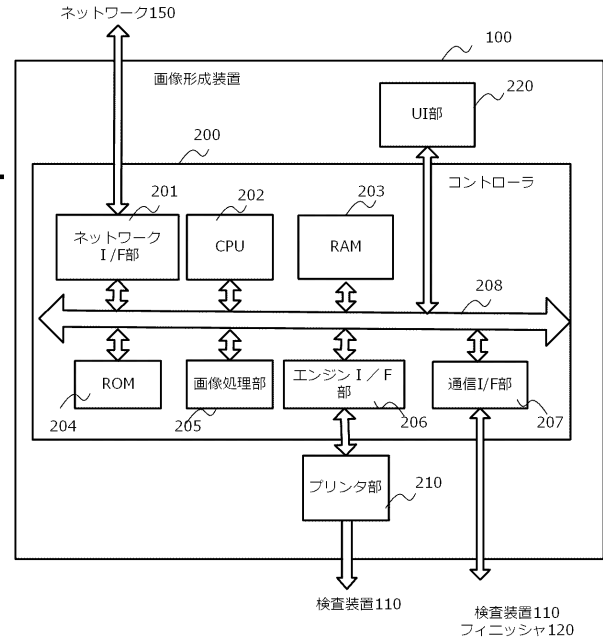 ネットワーク150
100
画像形成装置
220
UI部
200
コントローラ
201
202
203
ネットワーク
I/F部
CPU
RAM
208
ROM
画像処理部
エンジンI/F
部
通信I/F部
204
205
206
207
プリンタ部
210
検査装置110
検査装置110
フィニッシャ120